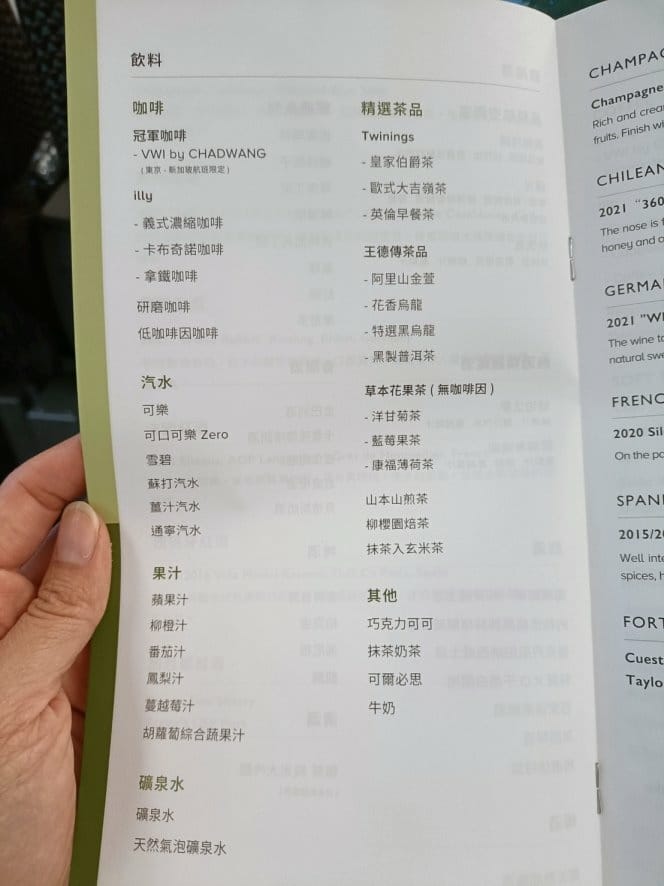 飲料
咖啡
冠軍咖啡
- VWI by CHADWANG
(東京、新加坡航班限定)
illy
- 義式濃縮咖啡
- 卡布奇諾咖啡
- 拿鐵咖啡
研磨咖啡
低咖啡因咖啡
汽水
可樂
可口可樂 Zero
雪碧
蘇打汽水
薑汁汽水
通寧汽水
果汁
蘋果汁
柳橙汁
番茄汁
鳳梨汁
蔓越莓汁
胡蘿蔔綜合蔬果汁
礦泉水
礦泉水
天然氣泡礦泉水
精選茶品
Twinings
- 皇家伯爵茶
- 歐式大吉嶺茶
- 英倫早餐茶
王德傳茶品
- 阿里山金萱
- 花香烏龍
- 特選黑烏龍
- 黑製普洱茶
草本花果茶 ( 無咖啡因 )
- 洋甘菊茶
- 藍莓果茶
- 康福薄荷茶
山本山煎茶
柳櫻園焙茶
抹茶入玄米茶
其他
巧克力可可
抹茶奶茶
可爾必思
牛奶
Champagne
Rich and
fruits. Finish
2021 "360
The nose is
honey and
2021
The wine
natural
2020
On the
2015/20
Well
spices,
FORT
Cuest
Taylo